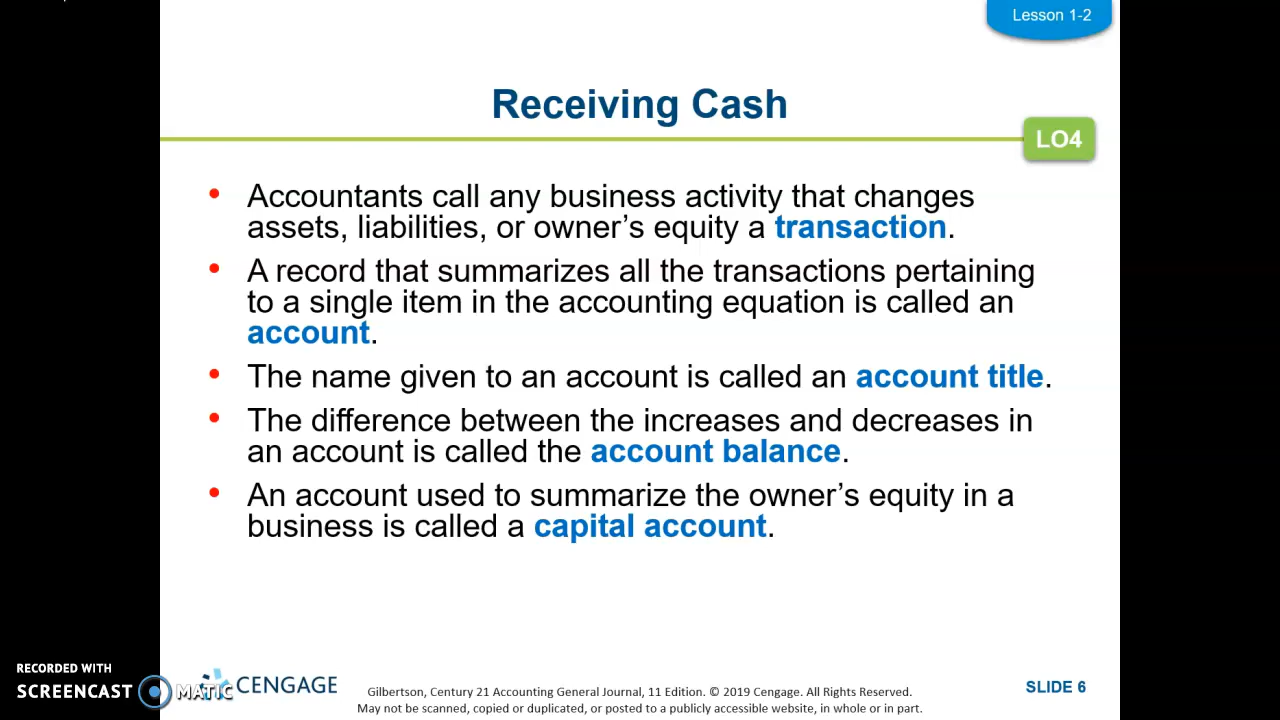 Lesson 1-2
Receiving Cash
LO4
• Accountants call any business activity that changes
assets, liabilities, or owner’s equity a transaction.
• A record that summarizes all the transactions pertaining
to a single item in the accounting equation is called an
account.
• The name given to an account is called an account title.
• The difference between the increases and decreases in
an account is called the account balance.
• An account used to summarize the owner’s equity in a
business is called a capital account.
RECORDED WITH
SCREENCAST MATIC
CENGAGE
Gilbertson, Century 21 Accounting General Journal, 11 Edition. © 2019 Cengage. All Rights Reserved.
May not be scanned, copied or duplicated, or posted to a publicly accessible website, in whole or in part.
SLIDE 6